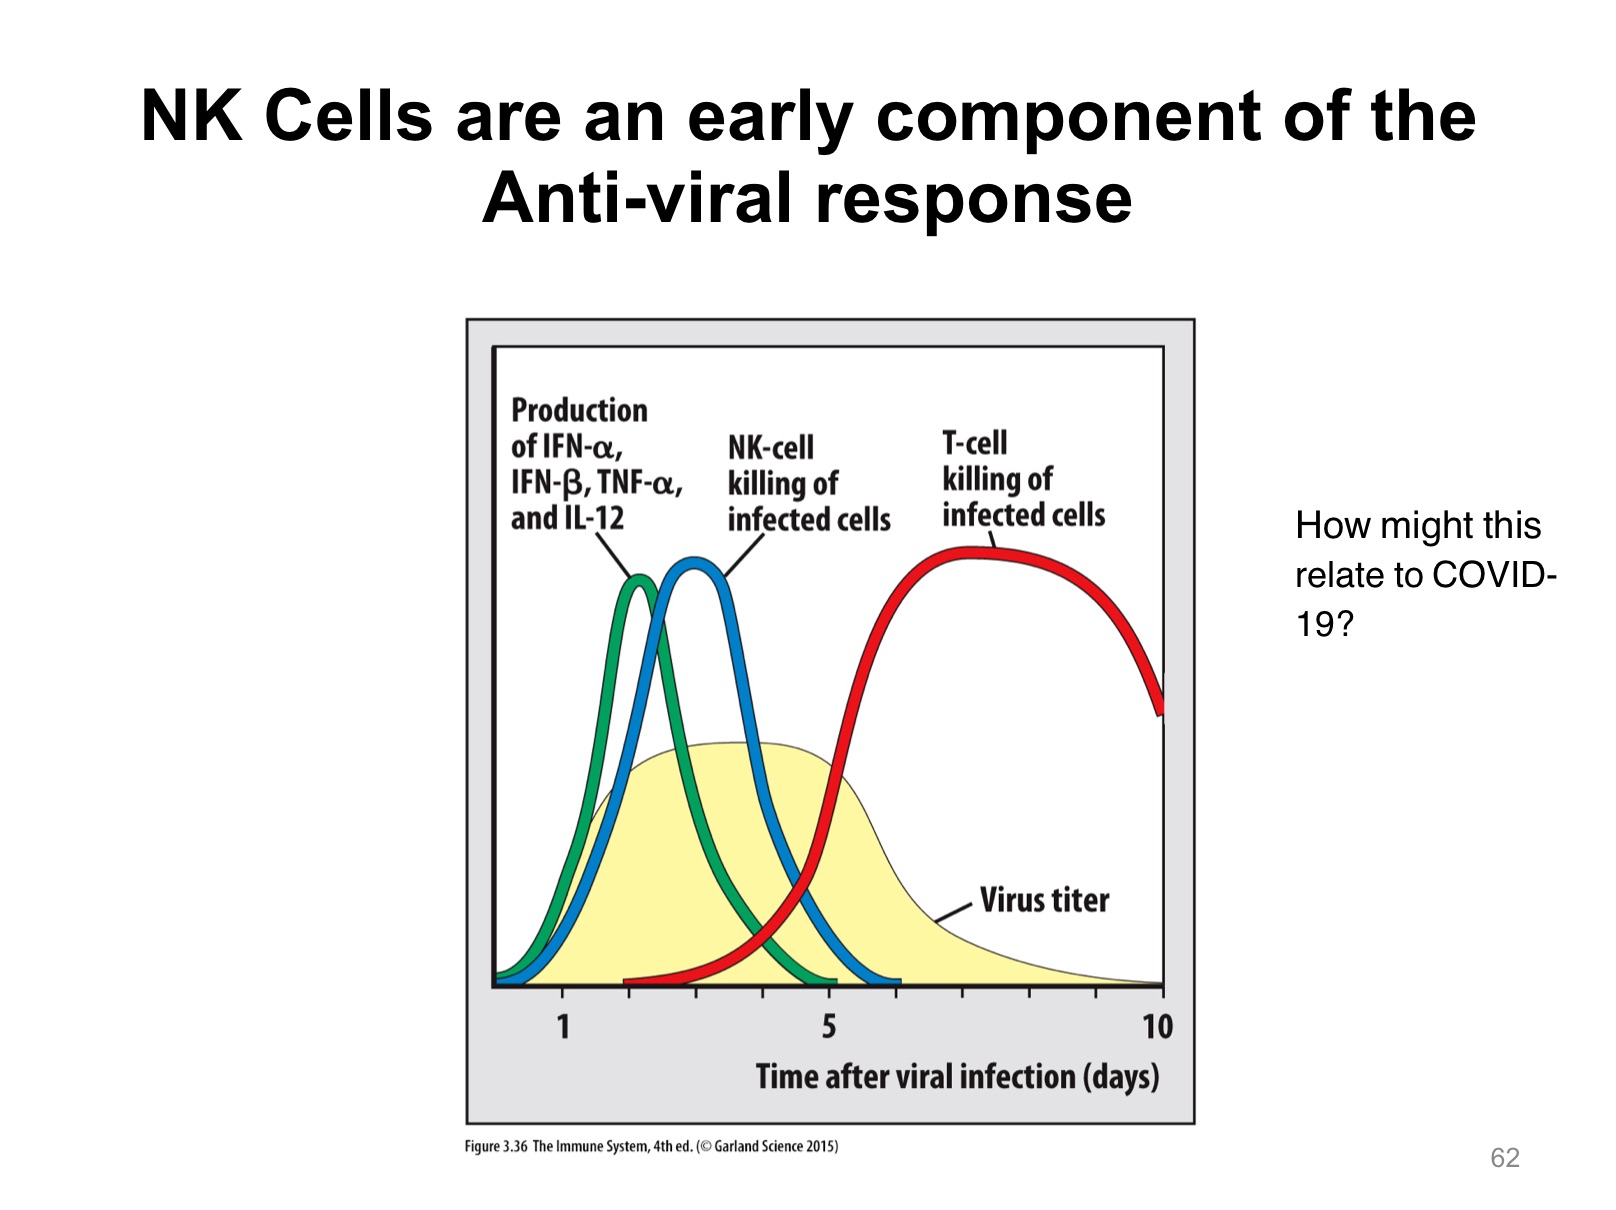 NK Cells are an early component of the
Anti-viral response
Production
of IFN-α,
IFN-β, TNF-α,
and IL-12
NK-cell
killing of
infected cells
T-cell
killing of
infected cells
How might this
relate to COVID-
19?
Virus titer
1
5
10
Time after viral infection (days)
Figure 3.36 The Immune System, 4th ed. (© Garland Science 2015)
62